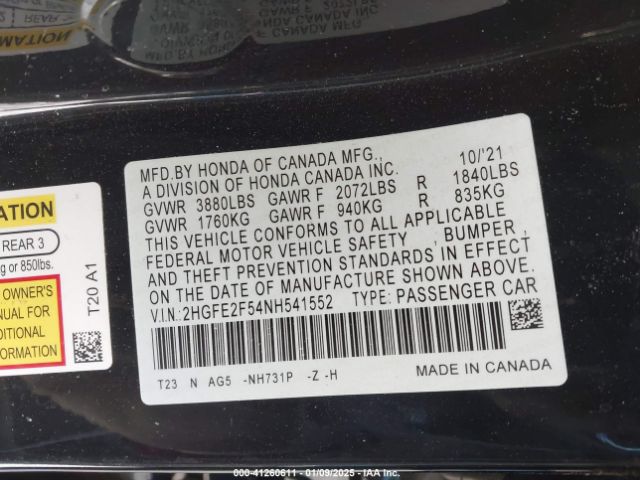 MFD.BY HONDA OF CANADA MFG., 10/'21
A DIVISION OF HONDA CANADA INC.
GVWR 3880LBS GAWR F 2072LBS R 1840LBS
GVWR 1760KG GAWR F 940KG R 835KG
THIS VEHICLE CONFORMS TO ALL APPLICABLE
FEDERAL MOTOR VEHICLE SAFETY , BUMPER ,
AND THEFT PREVENTION STANDARDS IN EFFECT
ON THE DATE OF MANUFACTURE SHOWN ABOVE.
V.I.N.:2HGFE2F54NH541552 TYPE: PASSENGER CAR
T23 N AG5 -NH731P -Z -H MADE IN CANADA
REAR 3
or 850lbs.
OWNER'S
FOR
T20 A1
000-41260611 - 01/09/2025 - IAA Inc.